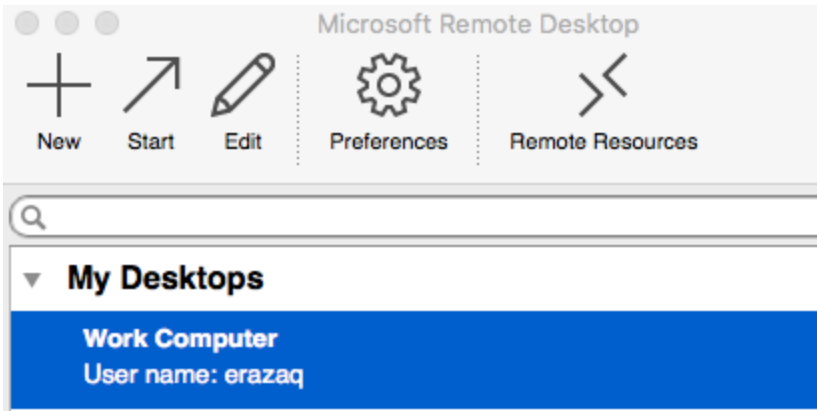 Microsoft Remote Desktop
New Start Edit Preferences Remote Resources
My Desktops
Work Computer
User name: erazaq